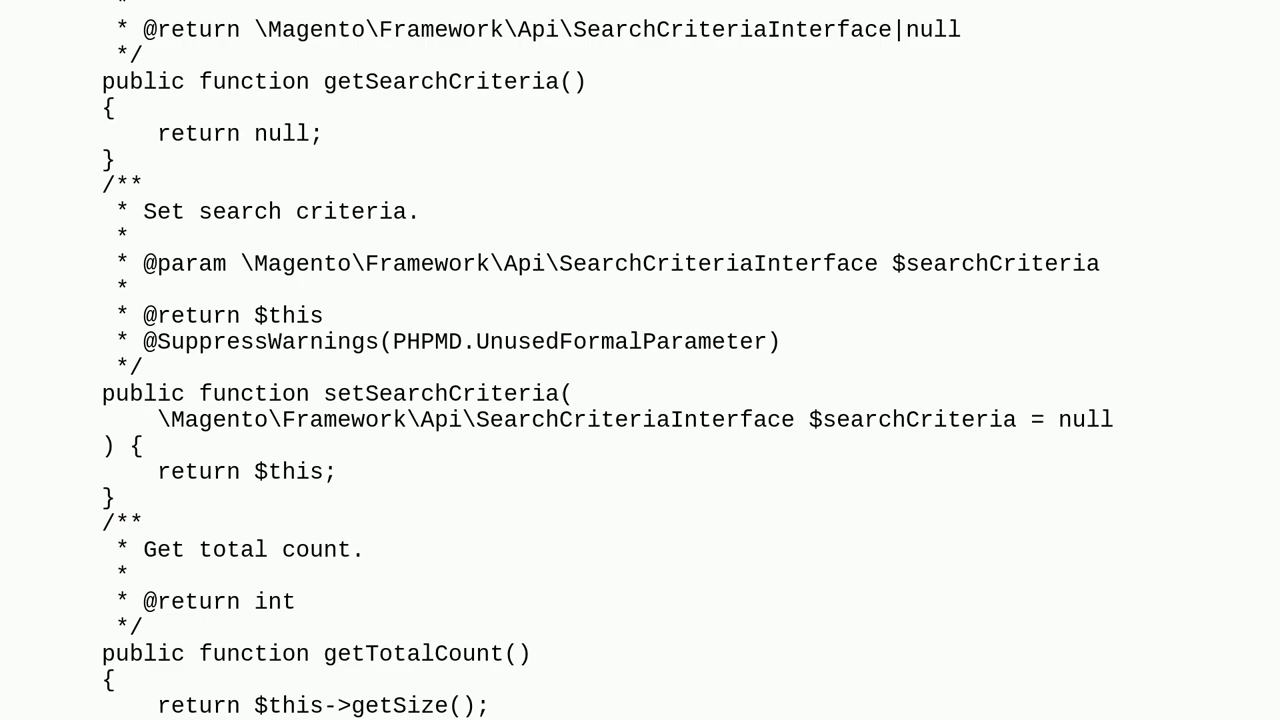 *
* @return \Magento\Framework\Api\SearchCriteriaInterface|null
*/
public function getSearchCriteria()
{
return null;
}
/**
* Set search criteria.
*
* @param \Magento\Framework\Api\SearchCriteriaInterface $searchCriteria
*
* @return $this
* @SuppressWarnings(PHPMD.UnusedFormalParameter)
*/
public function setSearchCriteria(
\Magento\Framework\Api\SearchCriteriaInterface $searchCriteria = null
) {
return $this;
}
/**
* Get total count.
*
* @return int
*/
public function getTotalCount()
{
return $this->getSize();